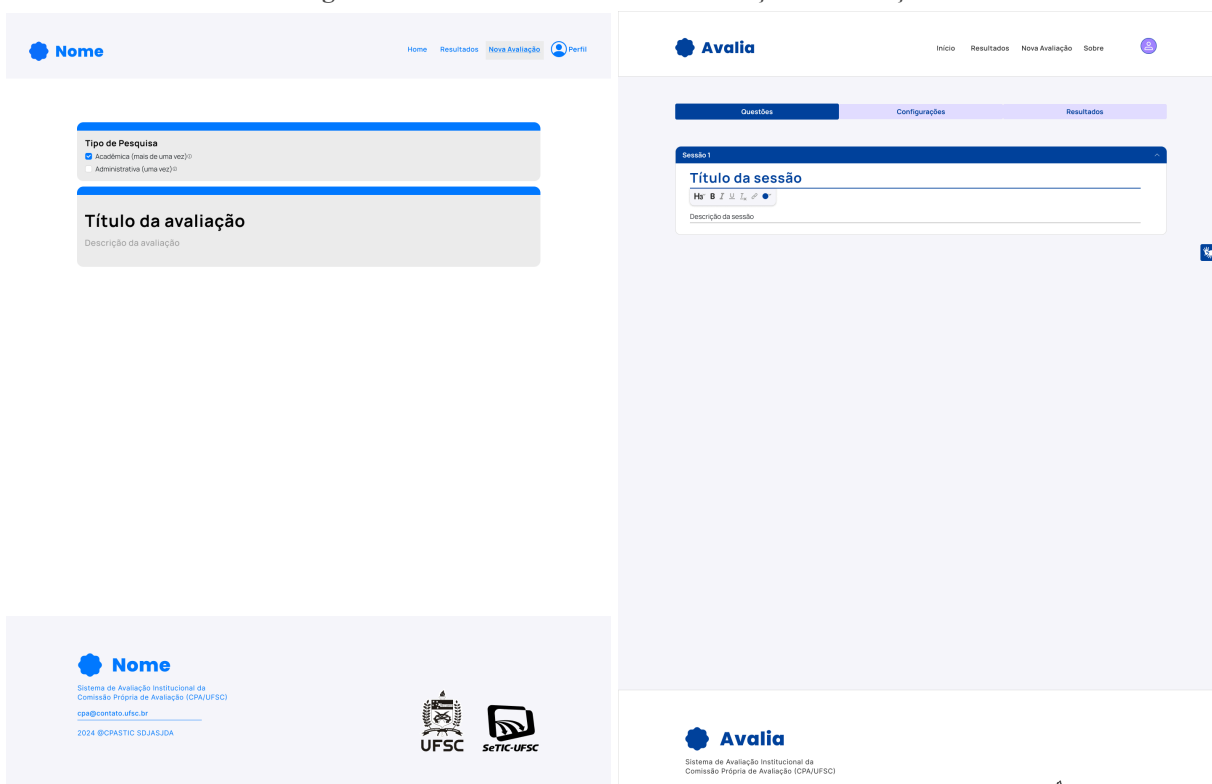 Nome
Home Resultados Nova Avaliação Perfil
Tipo de Pesquisa
Acadêmica (mais de uma vez)
Administrativa (uma vez)
Título da avaliação
Descrição da avaliação
Nome
Sistema de Avaliação Institucional da
Comissão Própria de Avaliação (CPA/UFSC)
cpa@contato.ufsc.br
2024 @CPASTIC SDJASJDA
UFSC
SeTIC-UFSC
Avalia
Início Resultados Nova Avaliação Sobre
Questões Configurações Resultados
Sessão 1
Título da sessão
H3 B I U
Descrição da sessão
Avalia
Sistema de Avaliação Institucional da
Comissão Própria de Avaliação (CPA/UFSC)